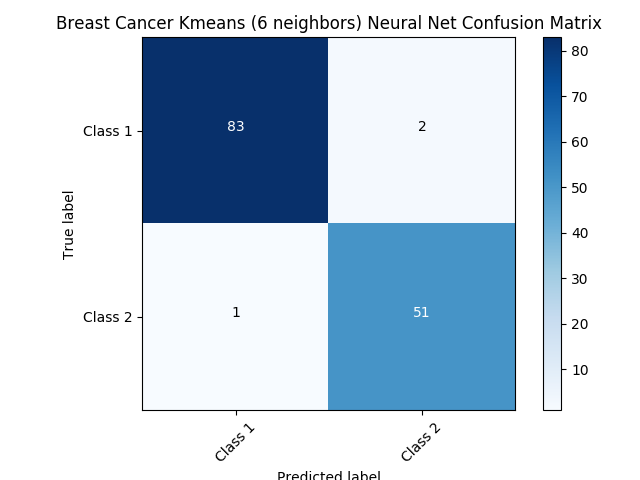 Breast Cancer Kmeans (6 neighbors) Neural Net Confusion Matrix
True label
Class 1
Class 2
83
2
1
51
Class 1
Class 2
Predicted label
80
70
60
50
40
30
20
10